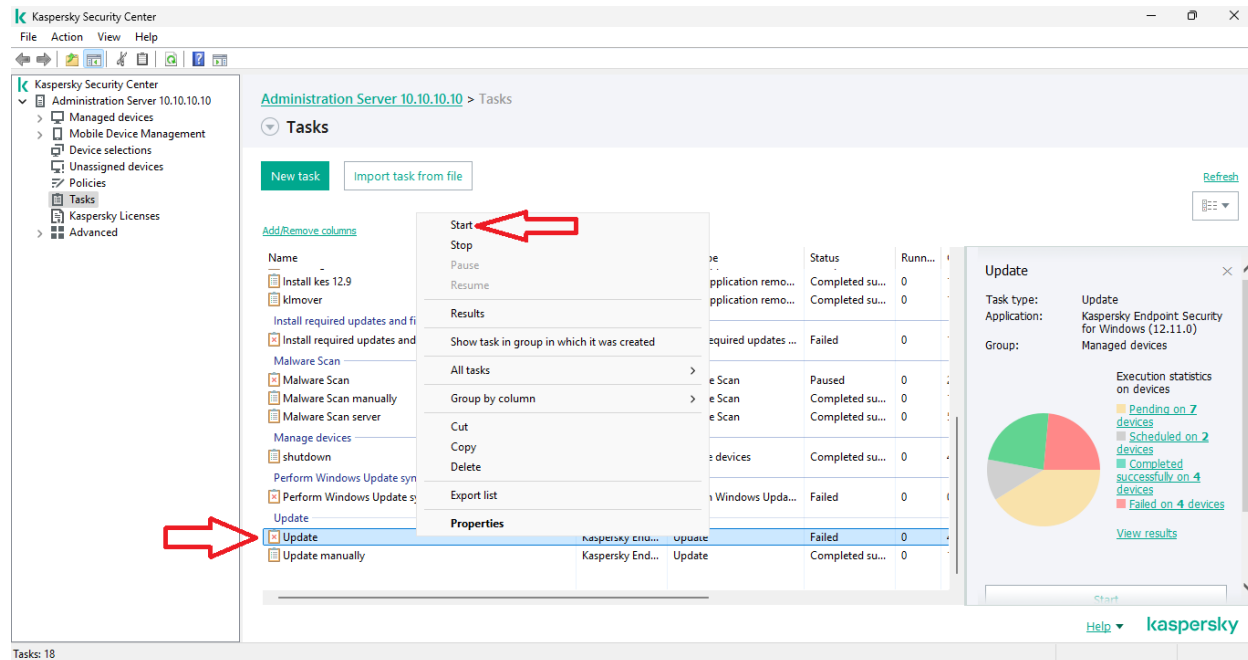 Kaspersky Security Center
File Action View Help
Kaspersky Security Center
Administration Server 10.10.10.10
Managed devices
Mobile Device Management
Device selections
Unassigned devices
Policies
Tasks
Kaspersky Licenses
Advanced
Administration Server 10.10.10.10 > Tasks
Tasks
New task
Import task from file
Refresh
Add/Remove columns
Start
Stop
Pause
Resume
Results
Show task in group in which it was created
All tasks
Group by column
Cut
Copy
Delete
Export list
Properties
Name Status Runn...
Install kes 12.9 pplication remo... Completed su... 0
klmover pplication remo... Completed su... 0
Install required updates and fi
Install required updates and equired updates ... Failed 0
Malware Scan
Malware Scan e Scan Paused 0
Malware Scan manually e Scan Completed su... 0
Malware Scan server e Scan Completed su... 0
Manage devices
shutdown e devices Completed su... 0
Perform Windows Update syn
Perform Windows Update sy Windows Upda... Failed 0
Update
Update Kaspersky End... Update Failed 0
Update manually Kaspersky End... Update Completed su... 0
Update
Task type: Update
Application: Kaspersky Endpoint Security
for Windows (12.11.0)
Group: Managed devices
Execution statistics
on devices
Pending on 7
devices
Scheduled on 2
devices
Completed
successfully on 4
devices
Failed on 4 devices
View results
Start
Help
kaspersky
Tasks: 18